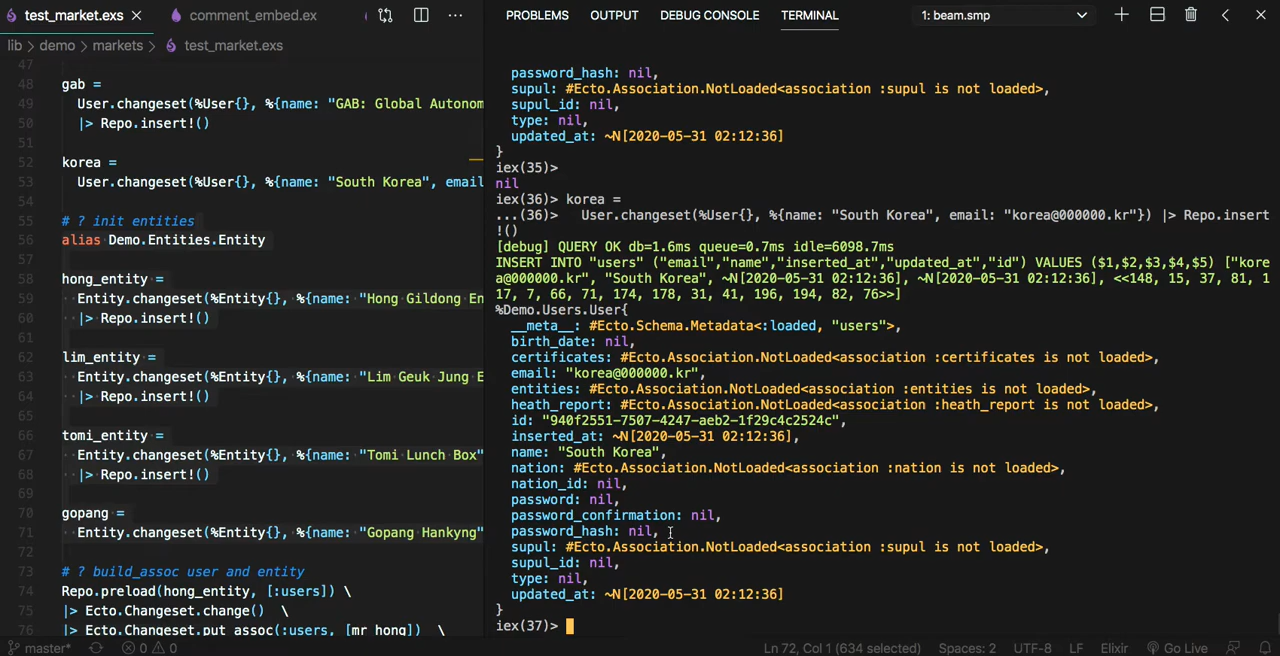 test_market.exs
comment_embed.ex
lib > demo > markets > test_market.exs
47
48 gab =
49 User.changeset(%User{}, %{name: "GAB: Global Autonom
50 |> Repo.insert!()
51
52 korea =
53 User.changeset(%User{}, %{name: "South Korea", email
54
55 # ? init entities
56 alias Demo.Entities.Entity
57
58 hong_entity =
59 Entity.changeset(%Entity{}, %{name: "Hong Gildong En
60 |> Repo.insert!()
61
62 lim_entity =
63 Entity.changeset(%Entity{}, %{name: "Lim Geuk Jung E
64 |> Repo.insert!()
65
66 tomi_entity =
67 Entity.changeset(%Entity{}, %{name: "Tomi Lunch Box"
68 |> Repo.insert!()
69
70 gopang =
71 Entity.changeset(%Entity{}, %{name: "Gopang Hankyng"
72
73 # ? build_assoc user and entity
74 Repo.preload(hong_entity, [:users]) \
75 |> Ecto.Changeset.change() \
76 |> Ecto.Changeset.put_assoc(:users, [mr_hong]) \
PROBLEMS OUTPUT DEBUG CONSOLE TERMINAL 1: beam.smp
password_hash: nil,
supul: #Ecto.Association.NotLoaded<association :supul is not loaded>,
supul_id: nil,
type: nil,
updated_at: ~N[2020-05-31 02:12:36]
}
iex(35)>
nil
iex(36)> korea =
...(36)> User.changeset(%User{}, %{name: "South Korea", email: "korea@000000.kr"}) |> Repo.insert
!()
[debug] QUERY OK db=1.6ms queue=0.7ms idle=6098.7ms
INSERT INTO "users" ("email","name","inserted_at","updated_at","id") VALUES ($1,$2,$3,$4,$5) ["kore
a@000000.kr", "South Korea", ~N[2020-05-31 02:12:36], ~N[2020-05-31 02:12:36], <<148, 15, 37, 81, 1
17, 7, 66, 71, 174, 178, 31, 41, 196, 194, 82, 76>>]
%Demo.Users.User{
__meta__: #Ecto.Schema.Metadata<:loaded, "users">,
birth_date: nil,
certificates: #Ecto.Association.NotLoaded<association :certificates is not loaded>,
email: "korea@000000.kr",
entities: #Ecto.Association.NotLoaded<association :entities is not loaded>,
heath_report: #Ecto.Association.NotLoaded<association :heath_report is not loaded>,
id: "940f2551-7507-4247-aeb2-1f29c4c2524c",
inserted_at: ~N[2020-05-31 02:12:36],
name: "South Korea",
nation: #Ecto.Association.NotLoaded<association :nation is not loaded>,
nation_id: nil,
password: nil,
password_confirmation: nil,
password_hash: nil,
supul: #Ecto.Association.NotLoaded<association :supul is not loaded>,
supul_id: nil,
type: nil,
updated_at: ~N[2020-05-31 02:12:36]
}
iex(37)>
master* 0 0 Ln 72, Col 1 (634 selected) Spaces: 2 UTF-8 LF Elixir Go Live